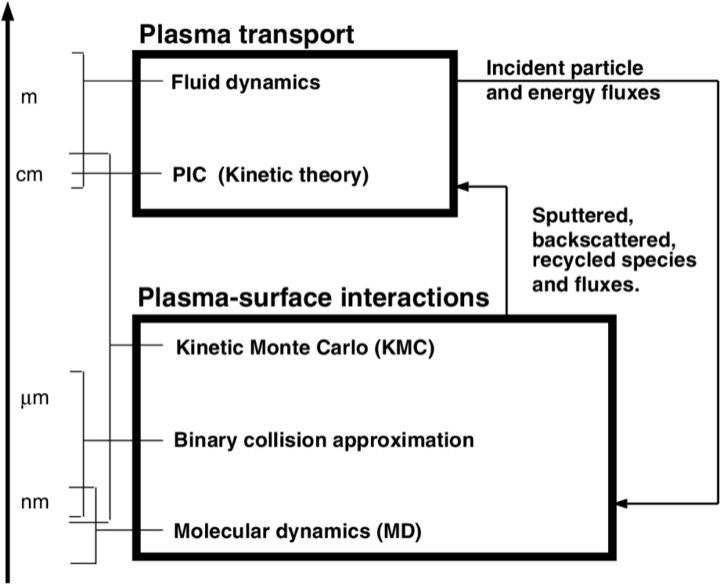 Plasma transport
Fluid dynamics
Incident particle
and energy fluxes
m
cm
PIC (Kinetic theory)
Sputtered,
backscattered,
recycled species
and fluxes.
Plasma-surface interactions
Kinetic Monte Carlo (KMC)
μm
Binary collision approximation
nm
Molecular dynamics (MD)